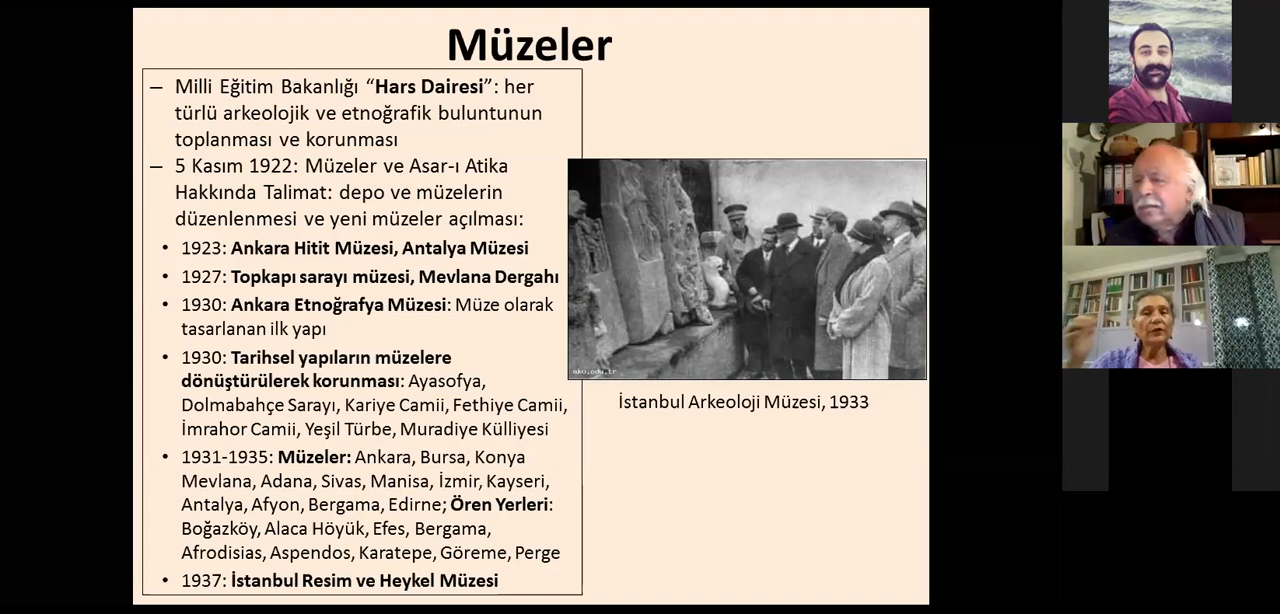 Müzeler
– Milli Eğitim Bakanlığı “Hars Dairesi”: her
türlü arkeolojik ve etnoğrafik buluntunun
toplanması ve korunması
– 5 Kasım 1922: Müzeler ve Asar-ı Atika
Hakkında Talimat: depo ve müzelerin
düzenlenmesi ve yeni müzeler açılması:
• 1923: Ankara Hitit Müzesi, Antalya Müzesi
• 1927: Topkapı sarayı müzesi, Mevlana Dergahı
• 1930: Ankara Etnoğrafya Müzesi: Müze olarak
tasarlanan ilk yapı
• 1930: Tarihsel yapıların müzelere
dönüştürülerek korunması: Ayasofya,
Dolmabahçe Sarayı, Kariye Camii, Fethiye Camii,
İmrahor Camii, Yeşil Türbe, Muradiye Külliyesi
• 1931-1935: Müzeler: Ankara, Bursa, Konya
Mevlana, Adana, Sivas, Manisa, İzmir, Kayseri,
Antalya, Afyon, Bergama, Edirne; Ören Yerleri:
Boğazköy, Alaca Höyük, Efes, Bergama,
Afrodisias, Aspendos, Karatepe, Göreme, Perge
• 1937: İstanbul Resim ve Heykel Müzesi
mku.edu.tr
İstanbul Arkeoloji Müzesi, 1933